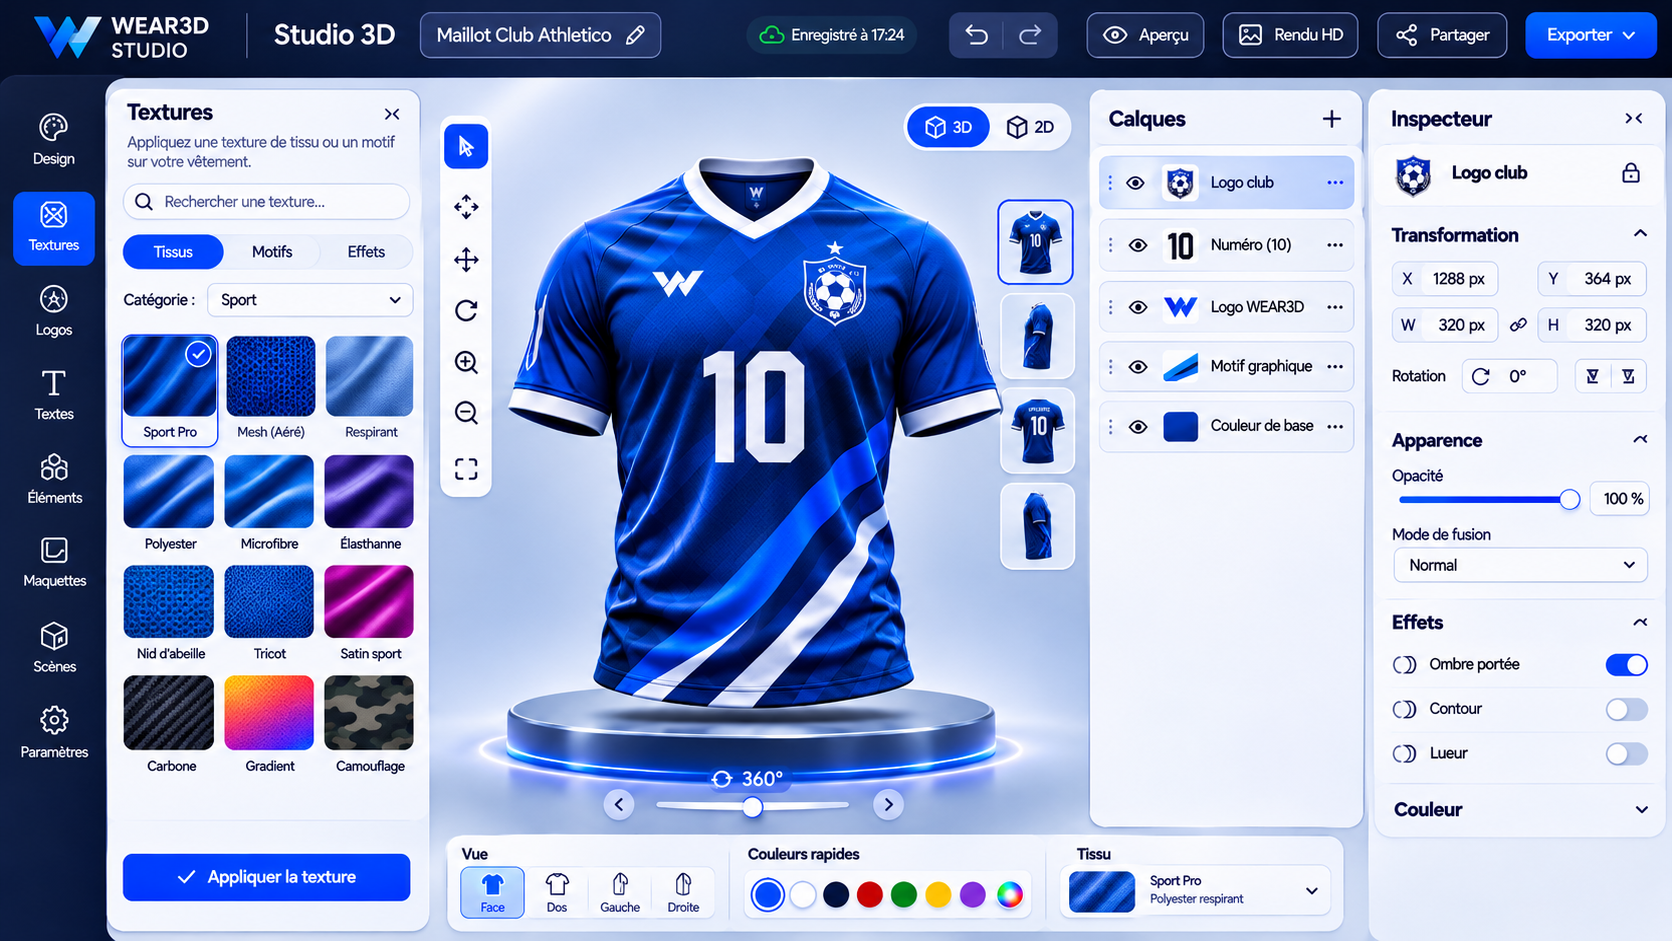 WEAR3D
STUDIO
Studio 3D
Maillot Club Athletico
Enregistré à 17:24
Aperçu
Rendu HD
Partager
Exporter
Design
Textures
Logos
Textes
Éléments
Maquettes
Scènes
Paramètres
Textures
Appliquez une texture de tissu ou un motif
sur votre vêtement.
Rechercher une texture...
Tissus
Motifs
Effets
Catégorie :
Sport
Sport Pro
Mesh (Aéré)
Respirant
Polyester
Microfibre
Élasthanne
Nid d'abeille
Tricot
Satin sport
Carbone
Gradient
Camouflage
Appliquer la texture
3D
2D
W
W
10
10
10
360°
Vue
Face
Dos
Gauche
Droite
Couleurs rapides
Tissu
Sport Pro
Polyester respirant
Calques
Logo club
10
Numéro (10)
W
Logo WEAR3D
Motif graphique
Couleur de base
Inspecteur
Logo club
Transformation
X 1288 px
Y 364 px
W 320 px
H 320 px
Rotation
0°
Apparence
Opacité
100 %
Mode de fusion
Normal
Effets
Ombre portée
Contour
Lueur
Couleur